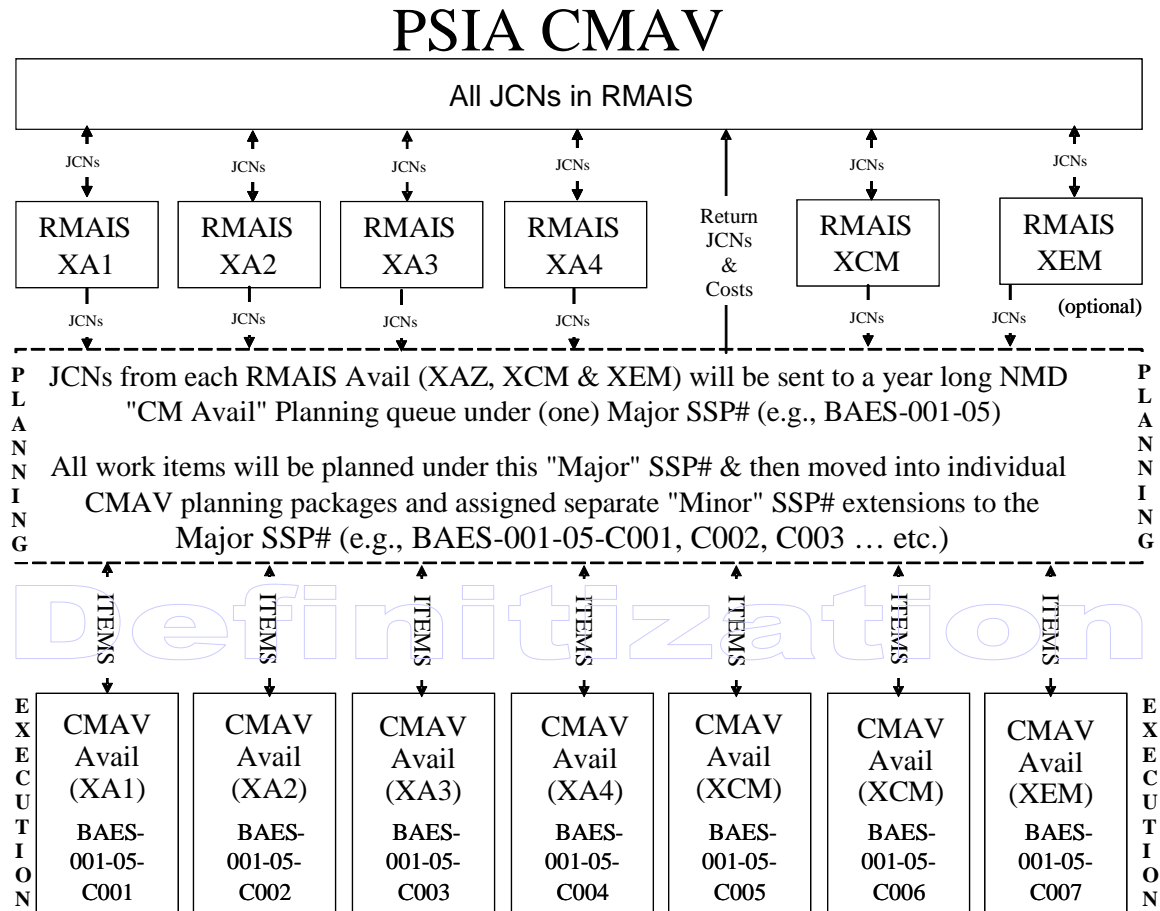 PSIA CMAV
All JCNs in RMAIS
JCNs
JCNs
JCNs
JCNs
JCNs
JCNs
RMAIS
XA1
RMAIS
XA2
RMAIS
XA3
RMAIS
XA4
Return
JCNs
&
Costs
RMAIS
XCM
RMAIS
XEM
(optional)
JCNs
JCNs
JCNs
JCNs
JCNs
JCNs
PLANNING
JCNs from each RMAIS Avail (XAZ, XCM & XEM) will be sent to a year long NMD
"CM Avail" Planning queue under (one) Major SSP# (e.g., BAES-001-05)
All work items will be planned under this "Major" SSP# & then moved into individual
CMAV planning packages and assigned separate "Minor" SSP# extensions to the
Major SSP# (e.g., BAES-001-05-C001, C002, C003 … etc.)
PLANNING
Definitization
ITEMS
ITEMS
ITEMS
ITEMS
ITEMS
ITEMS
ITEMS
EXECUTION
CMAV
Avail
(XA1)
BAES-
001-05-
C001
CMAV
Avail
(XA2)
BAES-
001-05-
C002
CMAV
Avail
(XA3)
BAES-
001-05-
C003
CMAV
Avail
(XA4)
BAES-
001-05-
C004
CMAV
Avail
(XCM)
BAES-
001-05-
C005
CMAV
Avail
(XCM)
BAES-
001-05-
C006
CMAV
Avail
(XEM)
BAES-
001-05-
C007
EXECUTION